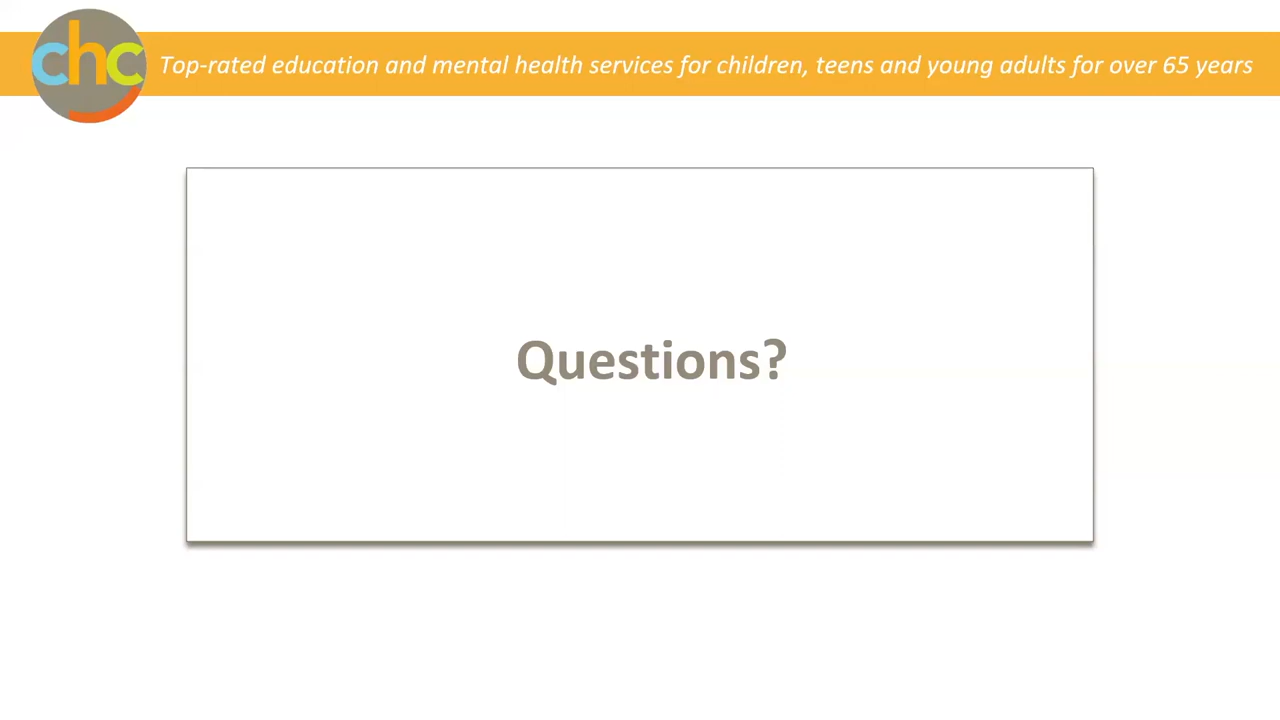 chc
Top-rated education and mental health services for children, teens and young adults for over 65 years
Questions?